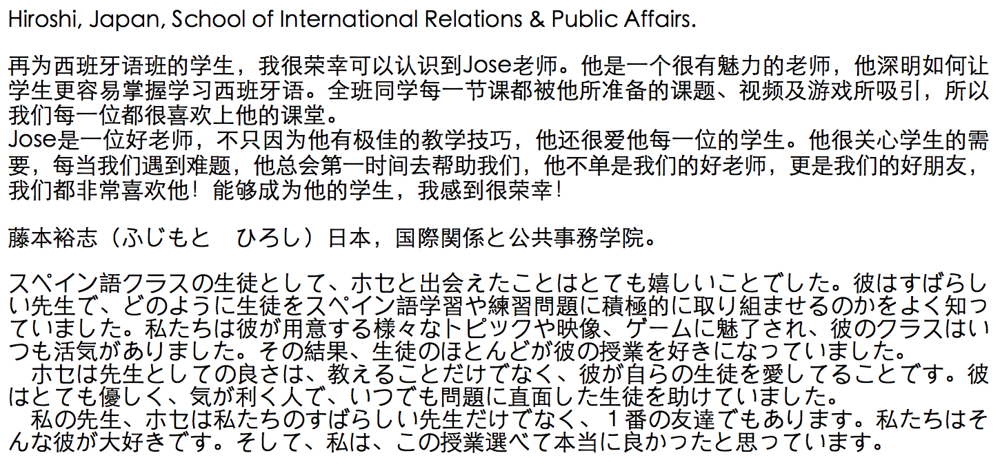 Hiroshi, Japan, School of International Relations & Public Affairs.
再为西班牙语班的学生，我很荣幸可以认识到Jose老师。他是一个很有魅力的老师，他深明如何让
学生更容易掌握学习西班牙语。全班同学每一节课都被他所准备的课题、视频及游戏所吸引，所以
我们每一位都很喜欢上他的课堂。
Jose是一位好老师，不只因为他有极佳的教学技巧，他还很爱他每一位的学生。他很关心学生的需
要，每当我们遇到难题，他总会第一时间去帮助我们，他不单是我们的好老师，更是我们的好朋友，
我们都非常喜欢他！能够成为他的学生，我感到很荣幸！
藤本裕志（ふじもと　ひろし）日本，国際関係と公共事務学院。
スペイン語クラスの生徒として、ホセと出会えたことはとても嬉しいことでした。彼はすばらし
い先生で、どのように生徒をスペイン語学習や練習問題に積極的に取り組ませるのかをよく知っ
ていました。私たちは彼が用意する様々なトピックや映像、ゲームに魅了され、彼のクラスはい
つも活気がありました。その結果、生徒のほとんどが彼の授業を好きになっていました。
　ホセは先生としての良さは、教えることだけでなく、彼が自らの生徒を愛してることです。彼
はとても優しく、気が利く人で、いつでも問題に直面した生徒を助けていました。
　私の先生、ホセは私たちのすばらしい先生だけでなく、１番の友達でもあります。私たちはそ
んな彼が大好きです。そして、私は、この授業選べて本当に良かったと思っています。